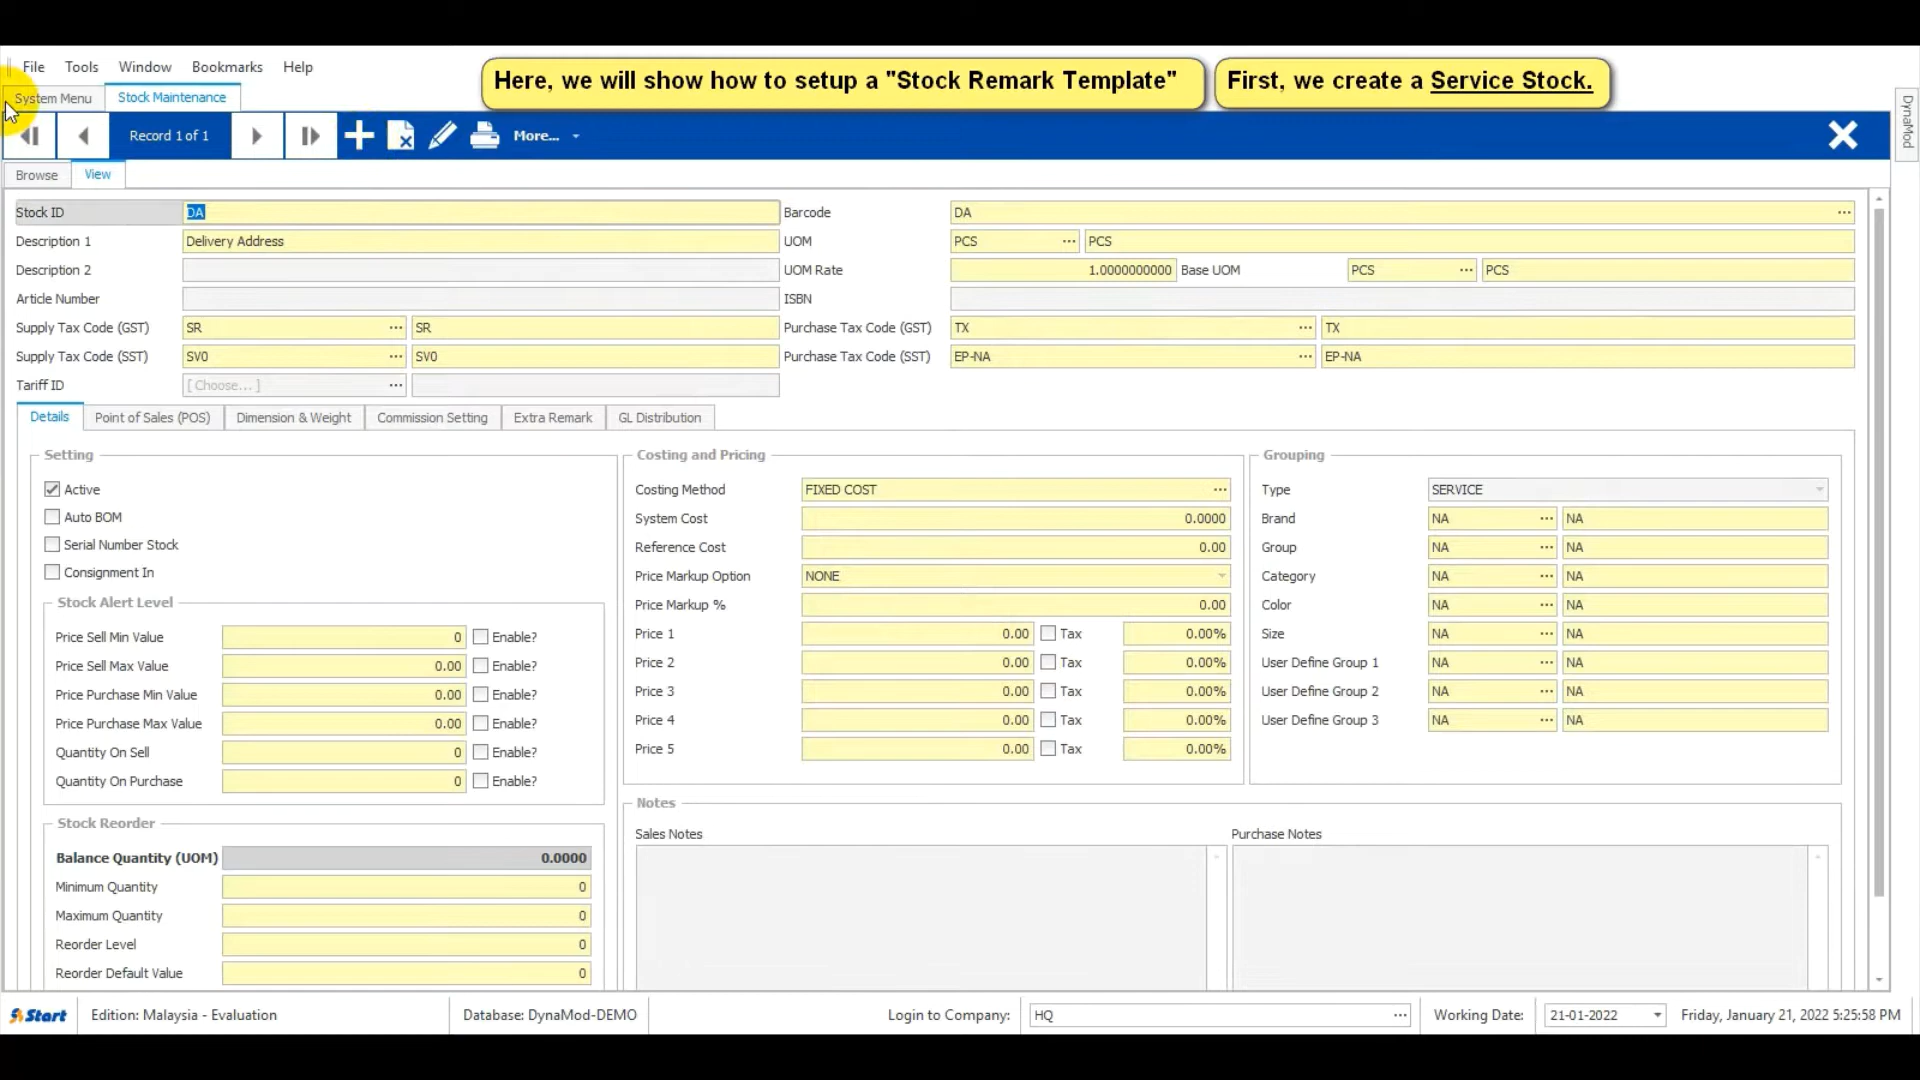 Here, we will show how to setup a "Stock Remark Template"
First, we create a Service Stock.
File Tools Window Bookmarks Help
System Menu Stock Maintenance
DynaMod
Record 1 of 1 More...
Browse View
Stock ID DA Barcode DA ...
Description 1 Delivery Address UOM PCS ... PCS
Description 2 UOM Rate 1.0000000000 Base UOM PCS ... PCS
Article Number ISBN
Supply Tax Code (GST) SR ... SR Purchase Tax Code (GST) TX ... TX
Supply Tax Code (SST) SV0 ... SV0 Purchase Tax Code (SST) EP-NA ... EP-NA
Tariff ID [ Choose... ] ...
Details Point of Sales (POS) Dimension & Weight Commission Setting Extra Remark GL Distribution
Setting
Active
Auto BOM
Serial Number Stock
Consignment In
Stock Alert Level
Price Sell Min Value 0 Enable?
Price Sell Max Value 0.00 Enable?
Price Purchase Min Value 0.00 Enable?
Price Purchase Max Value 0.00 Enable?
Quantity On Sell 0 Enable?
Quantity On Purchase 0 Enable?
Stock Reorder
Balance Quantity (UOM) 0.0000
Minimum Quantity 0
Maximum Quantity 0
Reorder Level 0
Reorder Default Value 0
Costing and Pricing
Costing Method FIXED COST ...
System Cost 0.0000
Reference Cost 0.00
Price Markup Option NONE
Price Markup % 0.00
Price 1 0.00 Tax 0.00%
Price 2 0.00 Tax 0.00%
Price 3 0.00 Tax 0.00%
Price 4 0.00 Tax 0.00%
Price 5 0.00 Tax 0.00%
Grouping
Type SERVICE
Brand NA ... NA
Group NA ... NA
Category NA ... NA
Color NA ... NA
Size NA ... NA
User Define Group 1 NA ... NA
User Define Group 2 NA ... NA
User Define Group 3 NA ... NA
Notes
Sales Notes Purchase Notes
Start Edition: Malaysia - Evaluation Database: DynaMod-DEMO Login to Company: HQ ... Working Date: 21-01-2022 Friday, January 21, 2022 5:25:58 PM